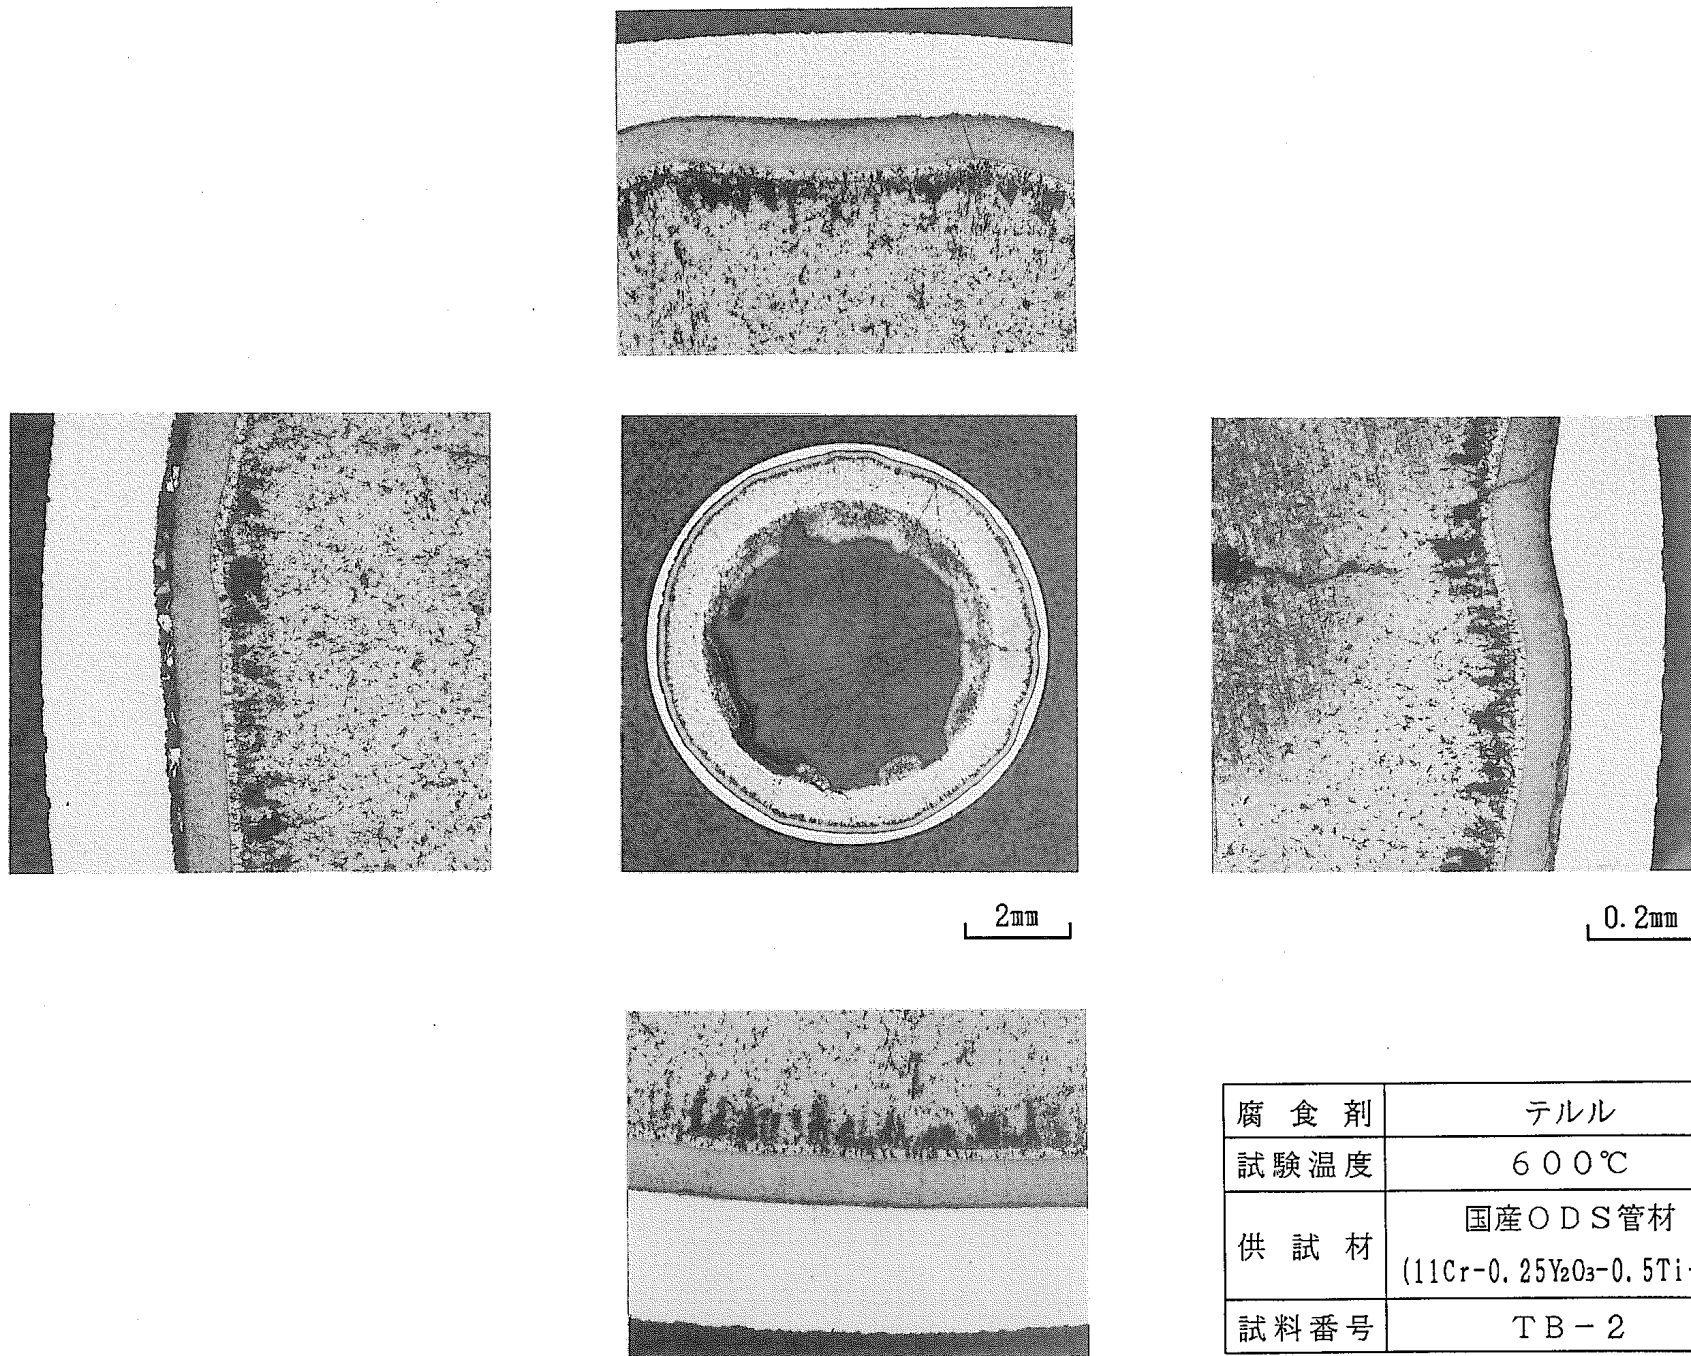 2mm
0.2mm
腐食剤 テルル
試験温度 600℃
供試材 国産ODS管材
(11Cr-0.25Y₂O₃-0.5Ti-
試料番号 TB-2